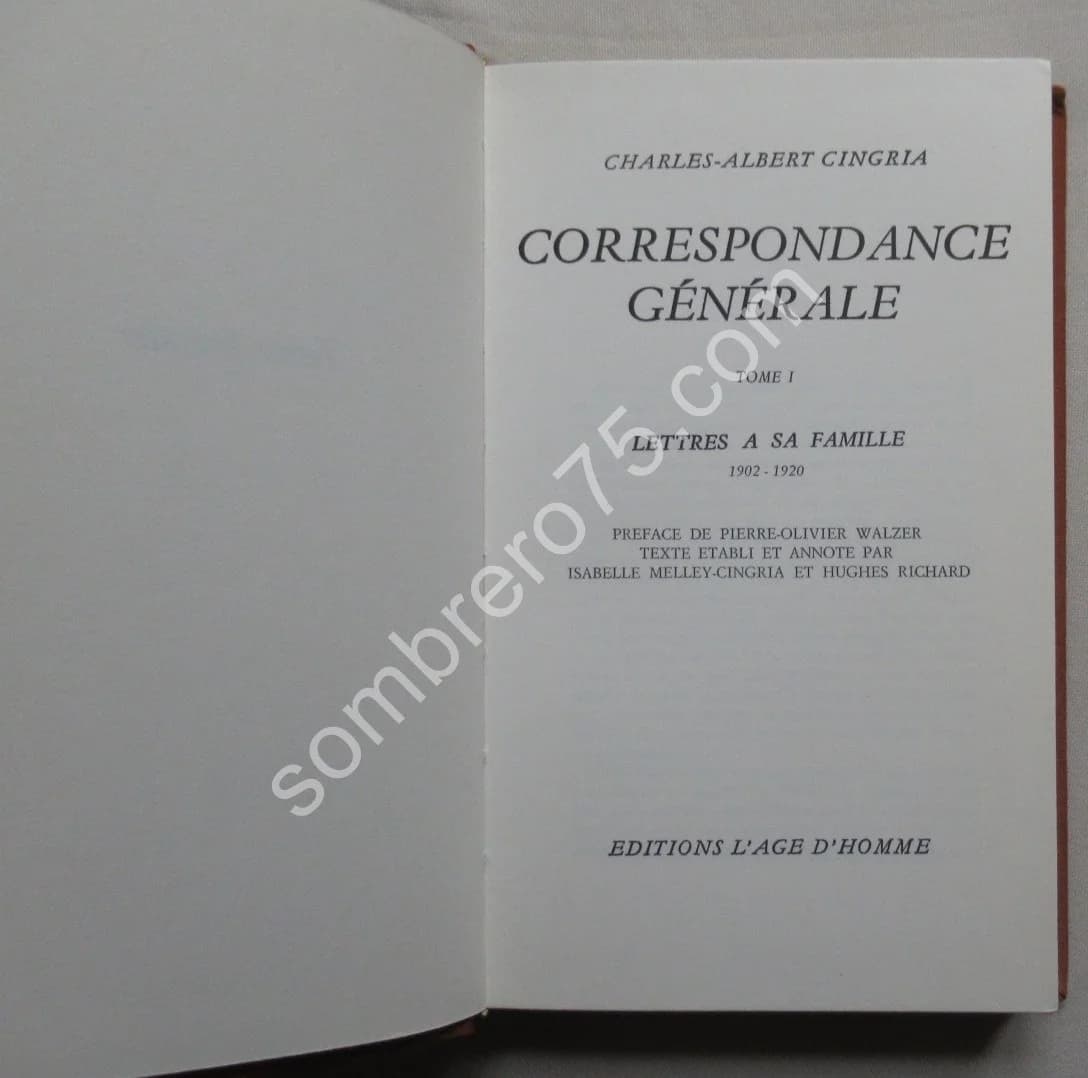 CHARLES-ALBERT CINGRIA
CORRESPONDANCE
GÉNÉRALE
TOME I
LETTRES A SA FAMILLE
1902 - 1920
PREFACE DE PIERRE-OLIVIER WALZER
TEXTE ETABLI ET ANNOTE PAR
ISABELLE MELLEY-CINGRIA ET HUGHES RICHARD
EDITIONS L'AGE D'HOMME
sombrero75.com